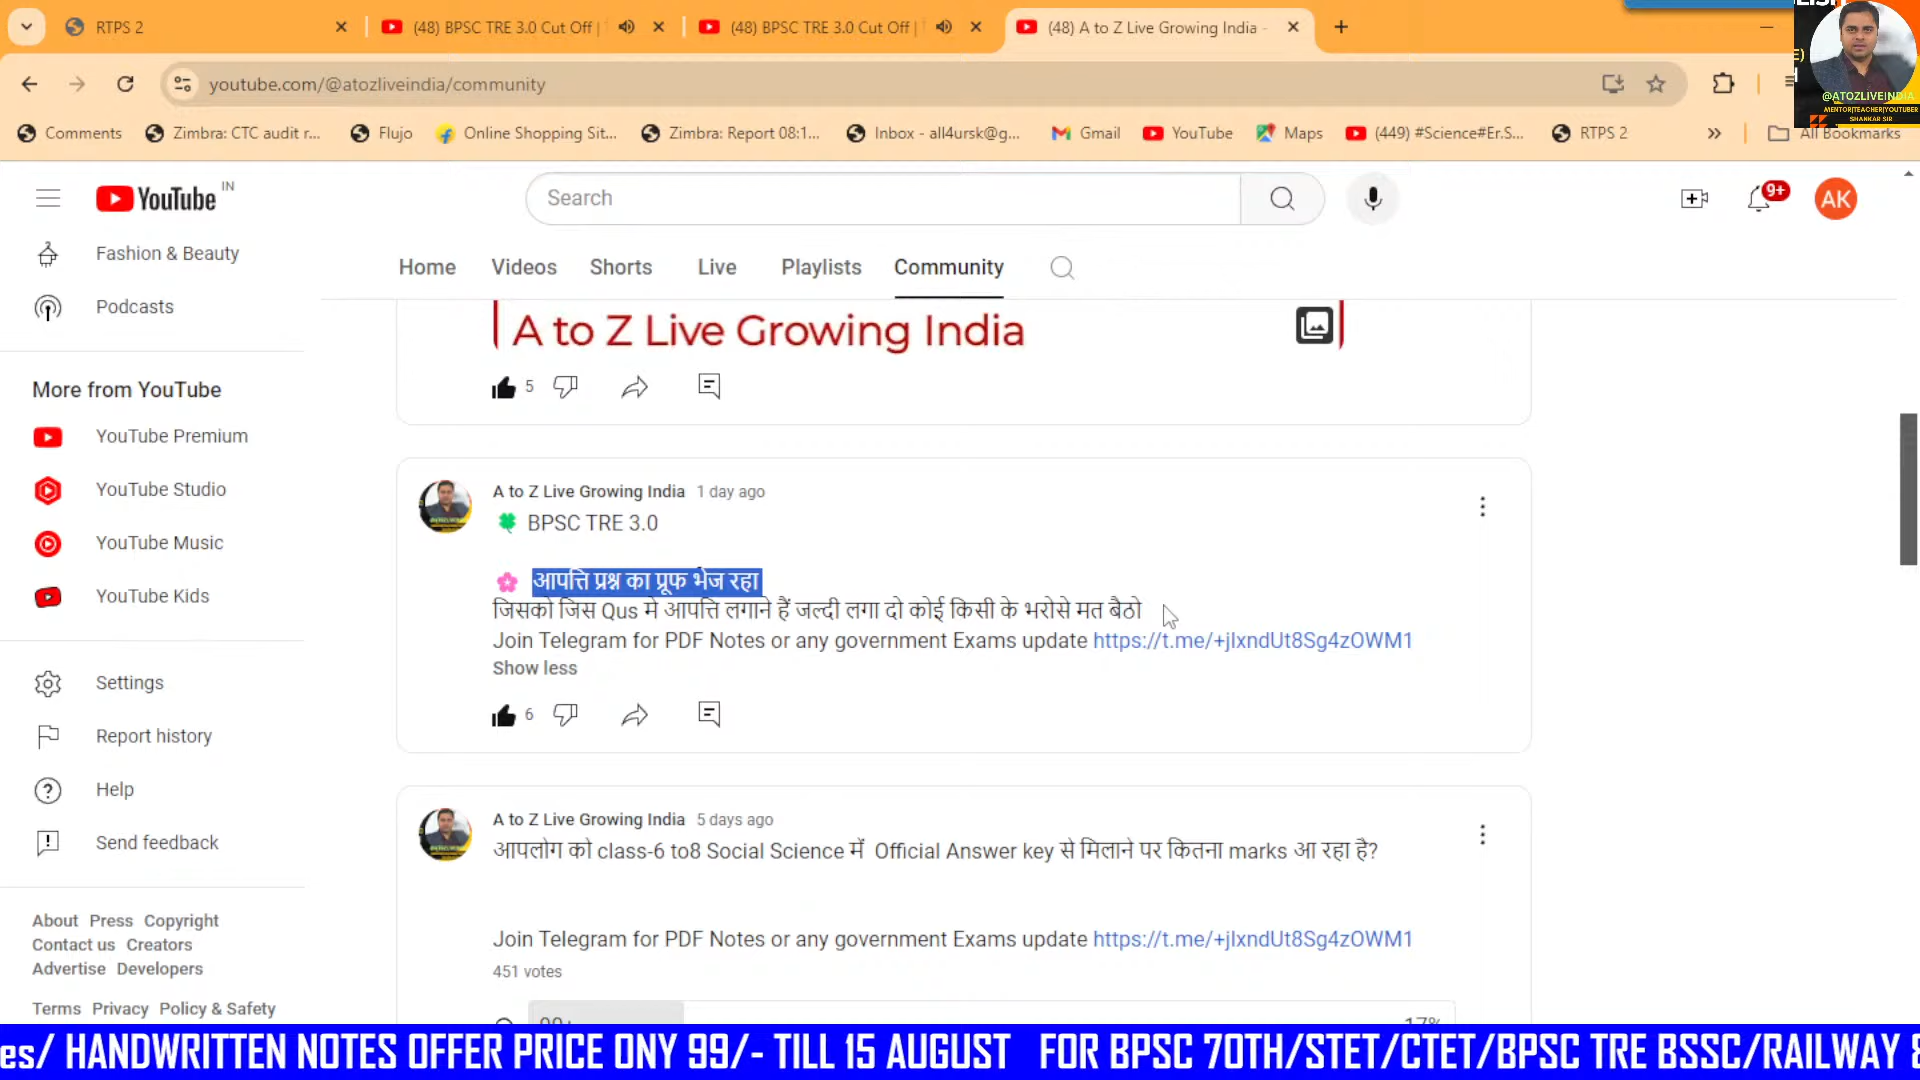 RTPS 2
(48) BPSC TRE 3.0 Cut Off |
(48) BPSC TRE 3.0 Cut Off |
(48) A to Z Live Growing India -
youtube.com/@atozliveindia/community
@ATOZLIVEINDIA
MENTOR|TEACHER|YOUTUBER
SHANKAR SIR
Comments
Zimbra: CTC audit r...
Flujo
Online Shopping Sit...
Zimbra: Report 08:1...
Inbox - all4ursk@g...
Gmail
YouTube
Maps
(449) #Science#Er.S...
RTPS 2
All Bookmarks
YouTube IN
Search
9+
AK
Fashion & Beauty
Podcasts
More from YouTube
YouTube Premium
YouTube Studio
YouTube Music
YouTube Kids
Settings
Report history
Help
Send feedback
About Press Copyright
Contact us Creators
Advertise Developers
Terms Privacy Policy & Safety
Home Videos Shorts Live Playlists Community
A to Z Live Growing India
5
A to Z Live Growing India 1 day ago
🍀 BPSC TRE 3.0
🌸 आपत्ति प्रश्न का प्रूफ भेज रहा
जिसको जिस Qus मे आपत्ति लगाने हैं जल्दी लगा दो कोई किसी के भरोसे मत बैठो
Join Telegram for PDF Notes or any government Exams update https://t.me/+jIxndUt8Sg4zOWM1
Show less
6
A to Z Live Growing India 5 days ago
आपलोग को class-6 to8 Social Science में Official Answer key से मिलाने पर कितना marks आ रहा है?
Join Telegram for PDF Notes or any government Exams update https://t.me/+jIxndUt8Sg4zOWM1
451 votes
90+
17%
es/ HANDWRITTEN NOTES OFFER PRICE ONY 99/- TILL 15 AUGUST FOR BPSC 70TH/STET/CTET/BPSC TRE BSSC/RAILWAY &